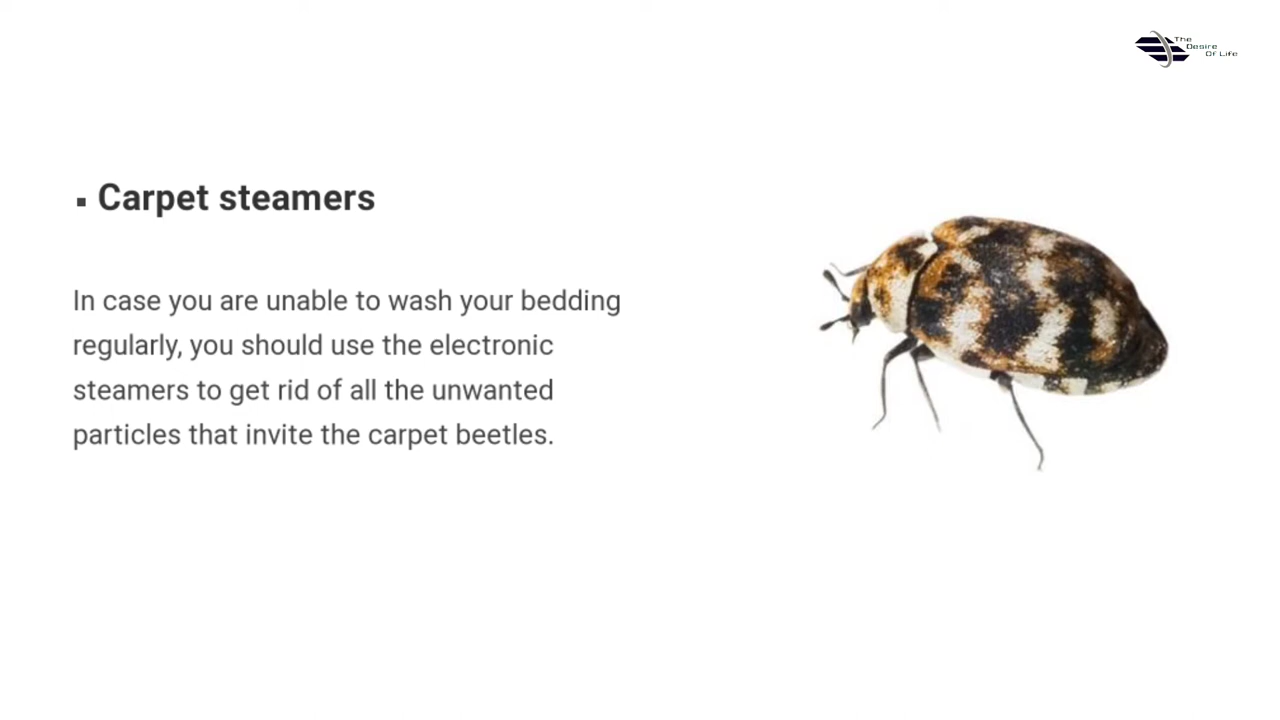 The
Desire
Of Life
▪ Carpet steamers
In case you are unable to wash your bedding
regularly, you should use the electronic
steamers to get rid of all the unwanted
particles that invite the carpet beetles.